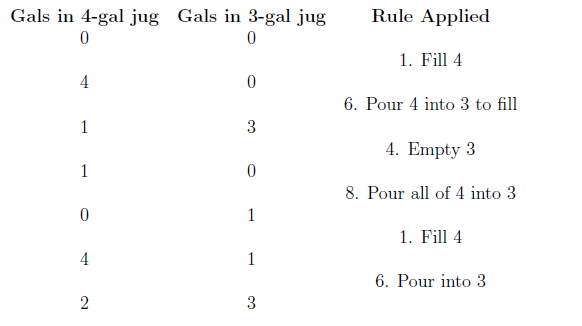 Gals in 4-gal jug Gals in 3-gal jug Rule Applied
0 0
1. Fill 4
4 0
6. Pour 4 into 3 to fill
1 3
4. Empty 3
1 0
8. Pour all of 4 into 3
0 1
1. Fill 4
4 1
6. Pour into 3
2 3